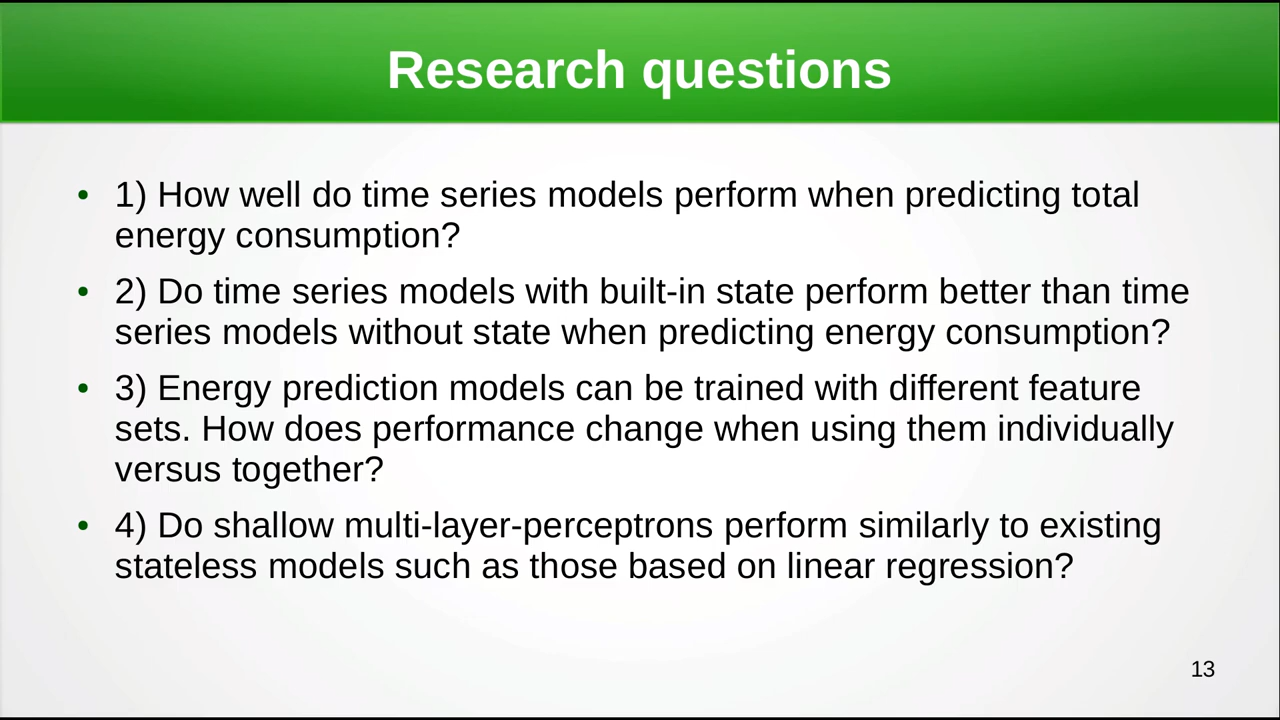 Research questions
• 1) How well do time series models perform when predicting total
energy consumption?
• 2) Do time series models with built-in state perform better than time
series models without state when predicting energy consumption?
• 3) Energy prediction models can be trained with different feature
sets. How does performance change when using them individually
versus together?
• 4) Do shallow multi-layer-perceptrons perform similarly to existing
stateless models such as those based on linear regression?
13